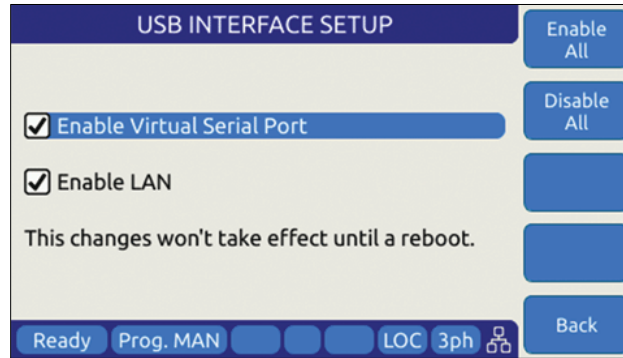 USB INTERFACE SETUP
Enable
All
Disable
All
Enable Virtual Serial Port
Enable LAN
This changes won't take effect until a reboot.
Back
Ready Prog. MAN LOC 3ph